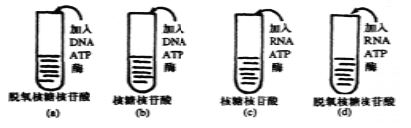 加入
DNA
ATP
酶
脱氧核糖核苷酸
(a)
加入
DNA
ATP
酶
核糖核苷酸
(b)
加入
RNA
ATP
酶
核糖核苷酸
(c)
加入
RNA
ATP
酶
脱氧核糖核苷酸
(d)